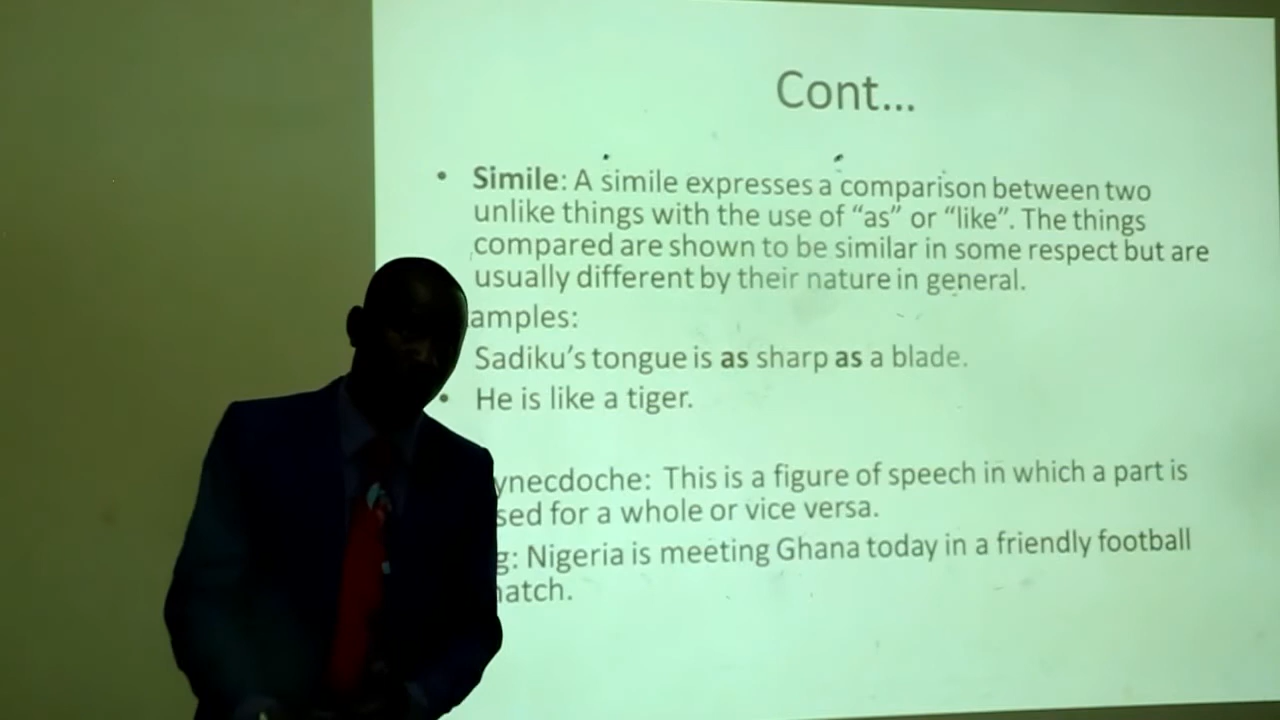 Cont...
• Simile: A simile expresses a comparison between two
unlike things with the use of “as” or “like”. The things
compared are shown to be similar in some respect but are
usually different by their nature in general.
amples:
Sadiku’s tongue is as sharp as a blade.
• He is like a tiger.
ynecdoche: This is a figure of speech in which a part is
sed for a whole or vice versa.
g: Nigeria is meeting Ghana today in a friendly football
atch.